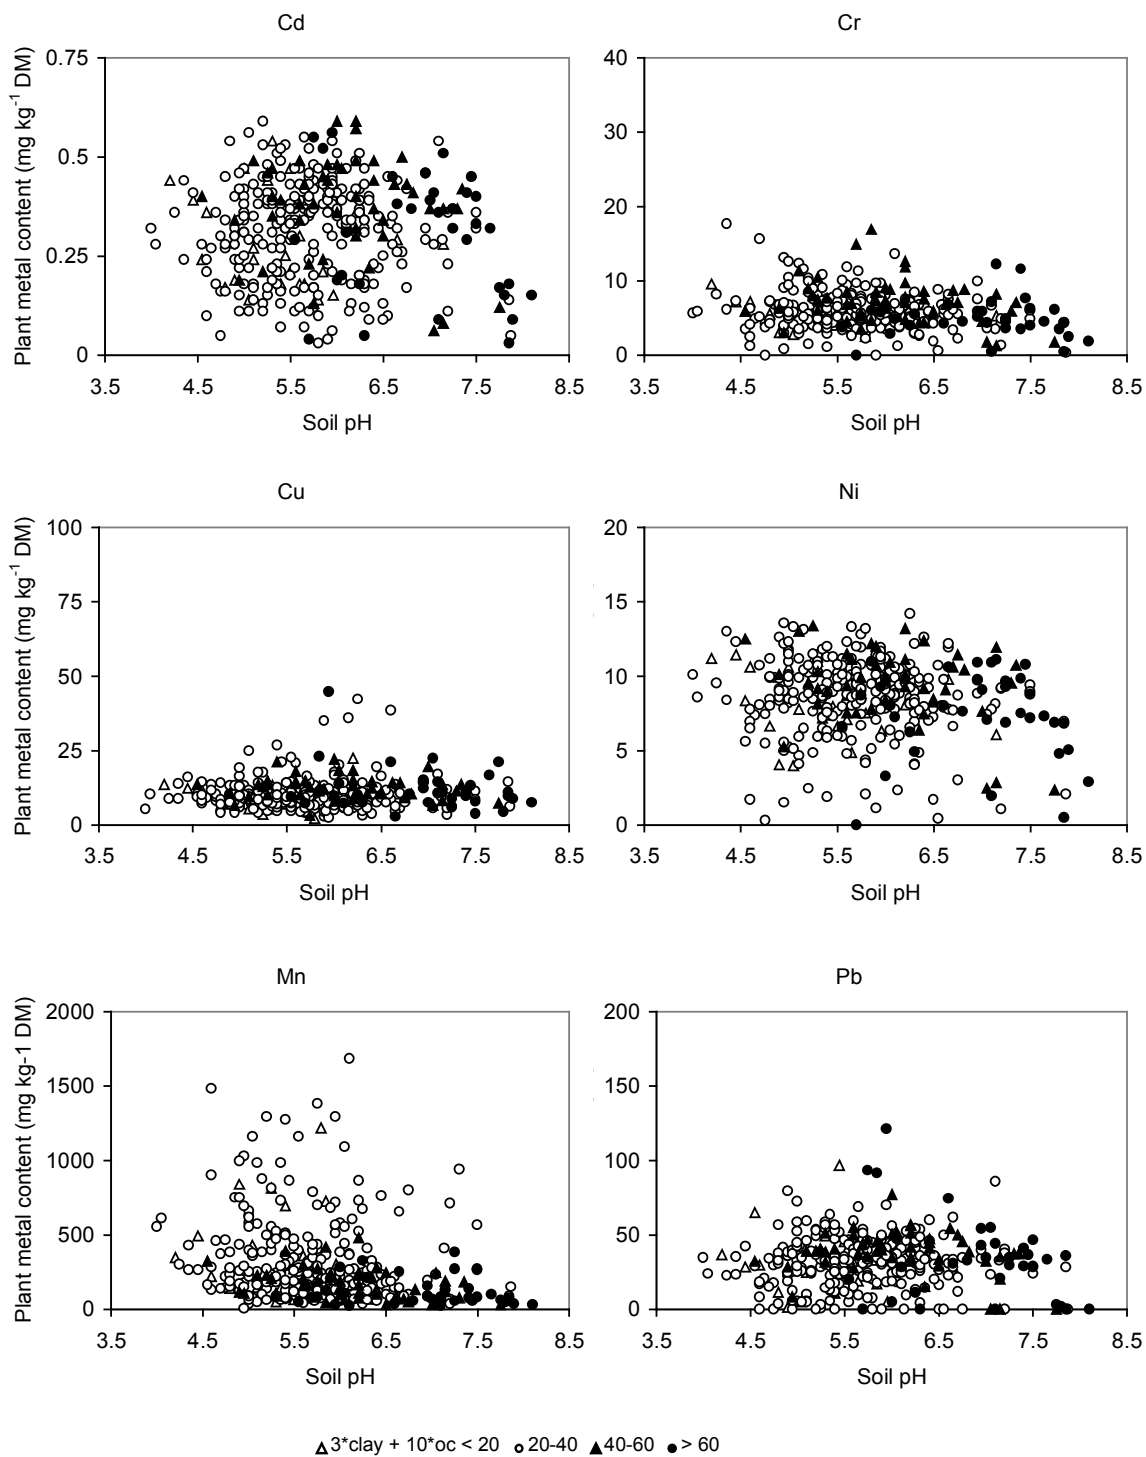 Cd
Plant metal content (mg kg-1 DM)
0.75
0.5
0.25
0
3.5 4.5 5.5 6.5 7.5 8.5
Soil pH
Cr
40
30
20
10
0
3.5 4.5 5.5 6.5 7.5 8.5
Soil pH
Cu
Plant metal content (mg kg-1 DM)
100
75
50
25
0
3.5 4.5 5.5 6.5 7.5 8.5
Soil pH
Ni
20
15
10
5
0
3.5 4.5 5.5 6.5 7.5 8.5
Soil pH
Mn
Plant metal content (mg kg-1 DM)
2000
1500
1000
500
0
3.5 4.5 5.5 6.5 7.5 8.5
Soil pH
Pb
200
150
100
50
0
3.5 4.5 5.5 6.5 7.5 8.5
Soil pH
3*clay + 10*oc < 20 20-40 40-60 > 60